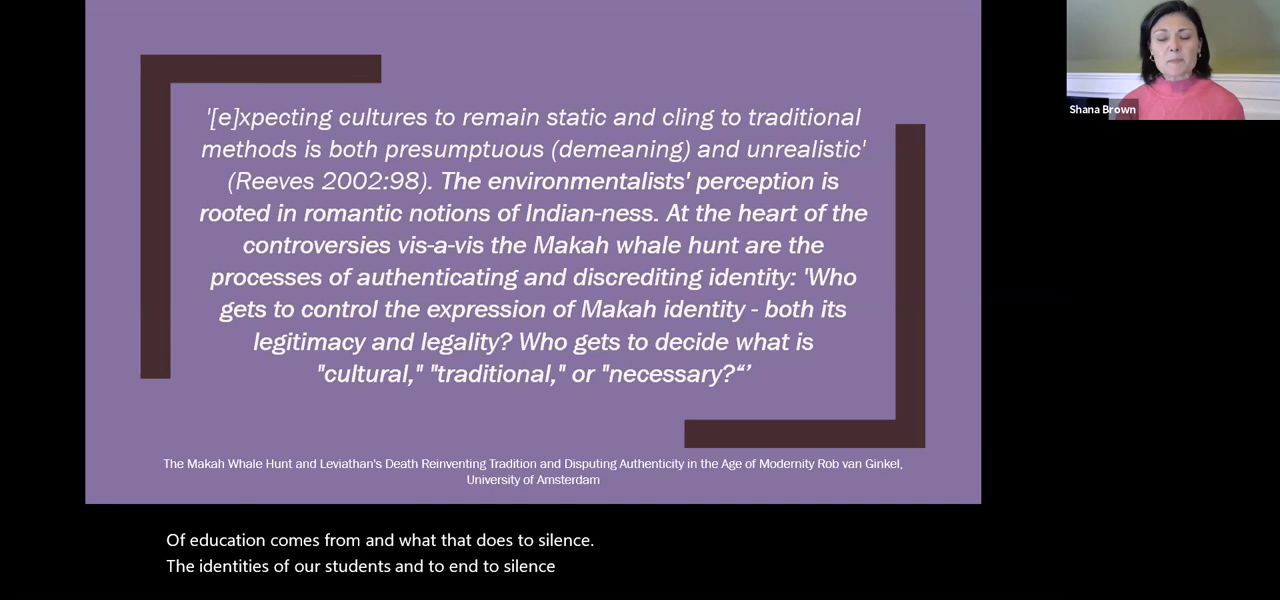 '[e]xpecting cultures to remain static and cling to traditional
methods is both presumptuous (demeaning) and unrealistic'
(Reeves 2002:98). The environmentalists' perception is
rooted in romantic notions of Indian-ness. At the heart of the
controversies vis-a-vis the Makah whale hunt are the
processes of authenticating and discrediting identity: 'Who
gets to control the expression of Makah identity - both its
legitimacy and legality? Who gets to decide what is
"cultural," "traditional," or "necessary?“’
The Makah Whale Hunt and Leviathan's Death Reinventing Tradition and Disputing Authenticity in the Age of Modernity Rob van Ginkel,
University of Amsterdam
Shana Brown
Of education comes from and what that does to silence.
The identities of our students and to end to silence